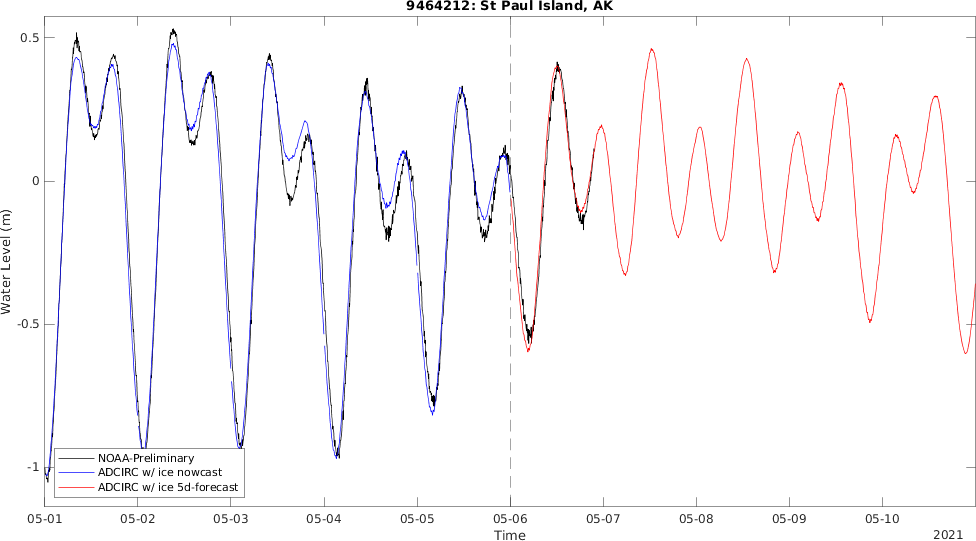 9464212: St Paul Island, AK
0.5
0
-0.5
-1
Water Level (m)
NOAA-Preliminary
ADCIRC w/ ice nowcast
ADCIRC w/ ice 5d-forecast
05-01 05-02 05-03 05-04 05-05 05-06 05-07 05-08 05-09 05-10
Time
2021